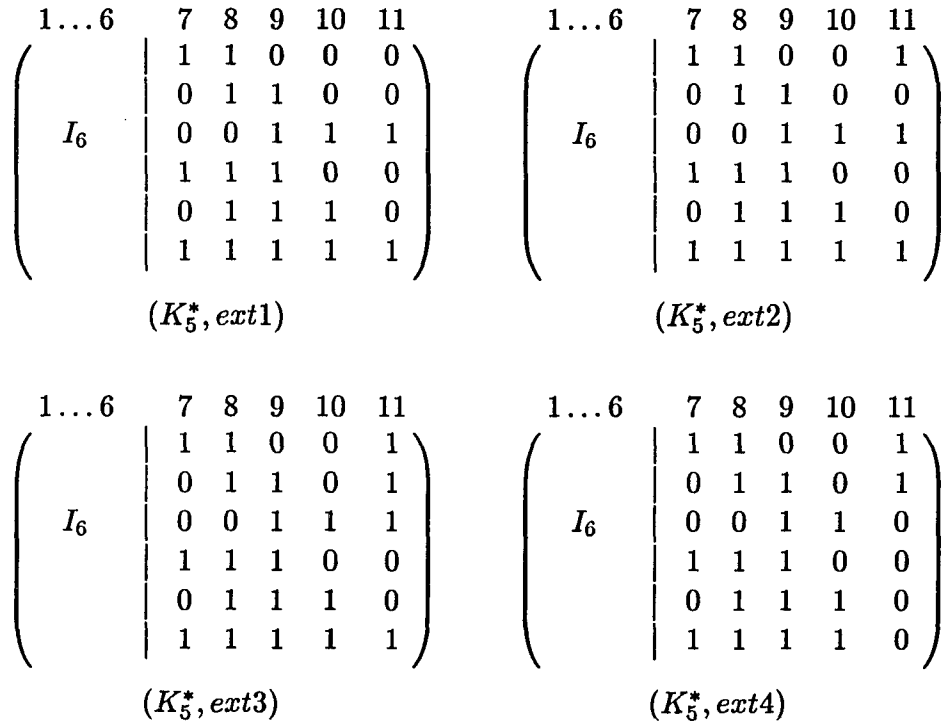 1...6 7 8 9 10 11 1...6 7 8 9 10 11
1 1 0 0 0 1 1 0 0 1
0 1 1 0 0 0 1 1 0 0
I₆ 0 0 1 1 1 I₆ 0 0 1 1 1
1 1 1 0 0 1 1 1 0 0
0 1 1 1 0 0 1 1 1 0
1 1 1 1 1 1 1 1 1 1
(K₅*, ext1) (K₅*, ext2)
1...6 7 8 9 10 11 1...6 7 8 9 10 11
1 1 0 0 1 1 1 0 0 1
0 1 1 0 1 0 1 1 0 1
I₆ 0 0 1 1 1 I₆ 0 0 1 1 0
1 1 1 0 0 1 1 1 0 0
0 1 1 1 0 0 1 1 1 0
1 1 1 1 1 1 1 1 1 0
(K₅*, ext3) (K₅*, ext4)